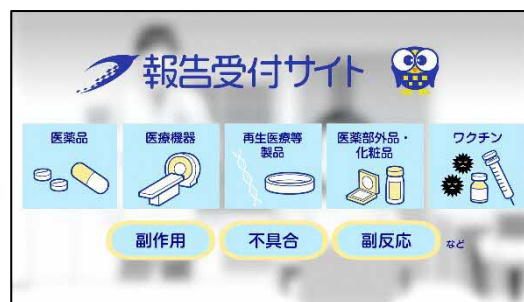 報告受付サイト
医薬品
医療機器
再生医療等
製品
医薬部外品・
化粧品
ワクチン
副作用
不具合
副反応
など